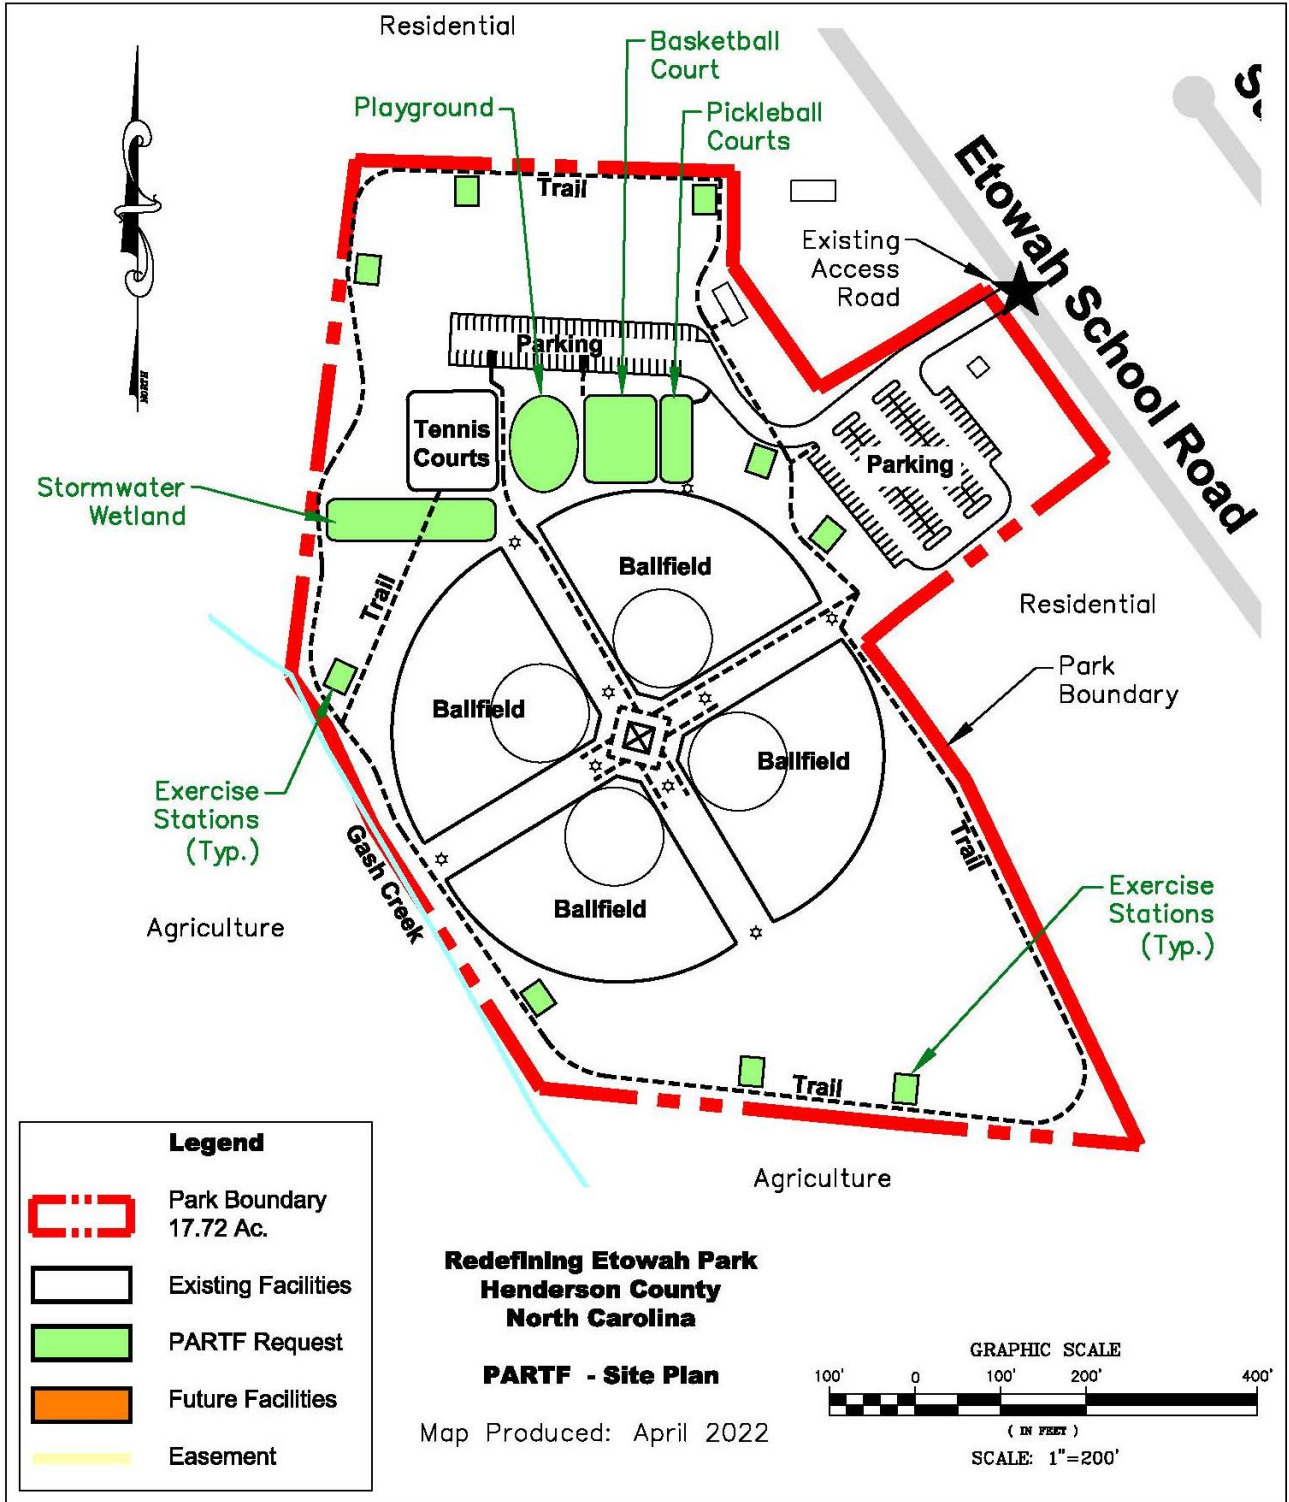 Residential
Basketball
Court
Playground
Pickleball
Courts
Trail
Etowah School Road
Existing
Access
Road
NORTH
Parking
Tennis
Courts
Parking
Stormwater
Wetland
Ballfield
Trail
Residential
Park
Boundary
Ballfield
Ballfield
Exercise
Stations
(Typ.)
Trail
Gash Creek
Ballfield
Exercise
Stations
(Typ.)
Agriculture
Trail
Agriculture
Legend
Park Boundary
17.72 Ac.
Existing Facilities
PARTF Request
Future Facilities
Easement
Redefining Etowah Park
Henderson County
North Carolina
PARTF - Site Plan
Map Produced: April 2022
GRAPHIC SCALE
100' 0 100' 200' 400'
( IN FEET )
SCALE: 1"=200'